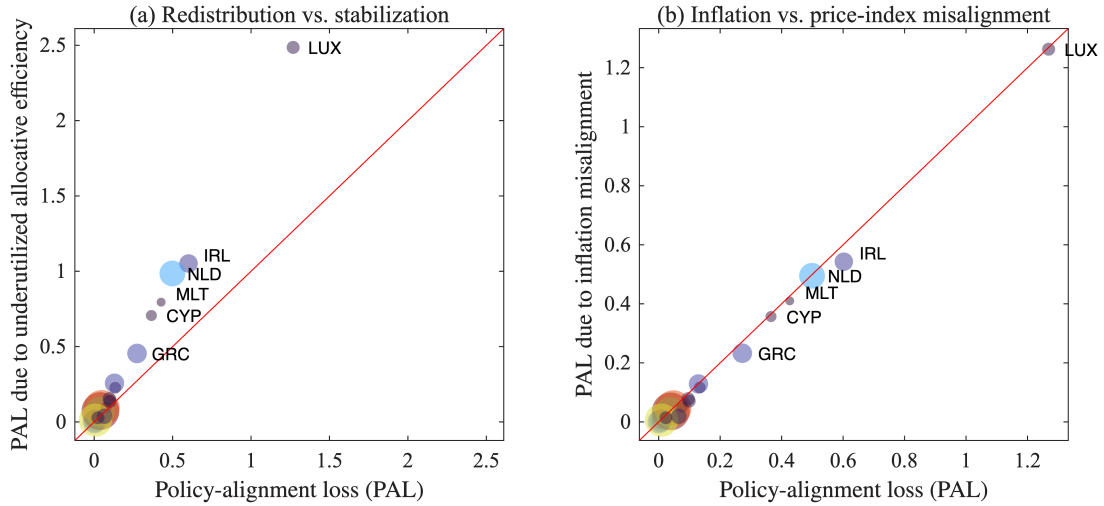 (a) Redistribution vs. stabilization
PAL due to underutilized allocative efficiency
2.5
2
1.5
1
0.5
0
LUX
IRL
NLD
MLT
CYP
GRC
0
0.5
1
1.5
2
2.5
Policy-alignment loss (PAL)
(b) Inflation vs. price-index misalignment
PAL due to inflation misalignment
1.2
1
0.8
0.6
0.4
0.2
0
LUX
IRL
NLD
MLT
CYP
GRC
0
0.2
0.4
0.6
0.8
1
1.2
Policy-alignment loss (PAL)